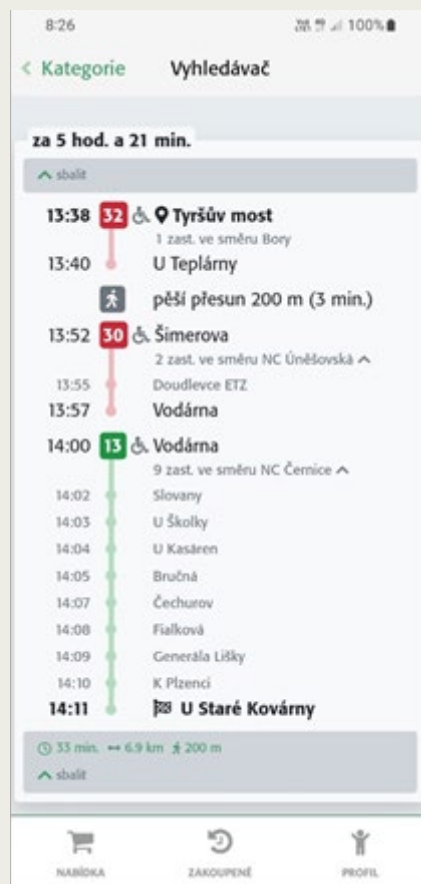 8:26 100%
Kategorie Vyhledávač
za 5 hod. a 21 min.
sbalit
13:38 32 Tyršův most
1 zast. ve směru Bory
13:40 U Teplárny
pěší přesun 200 m (3 min.)
13:52 30 Šimerova
2 zast. ve směru NC Úněšovská
13:55 Doudlevce ETZ
13:57 Vodárna
14:00 13 Vodárna
9 zast. ve směru NC Černice
14:02 Slovany
14:03 U Školky
14:04 U Kasáren
14:05 Bručná
14:07 Čechurov
14:08 Fialková
14:09 Generála Lišky
14:10 K Plzenci
14:11 U Staré Kovárny
33 min. 6.9 km 200 m
sbalit
NABÍDKA ZAKOUPENÉ PROFIL